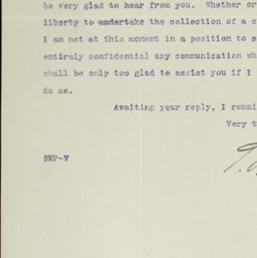 be very glad to hear from you. Whether or
liberty to undertake the collection of a c
I am not at this moment in a position to s
entirely confidential any communication wh
shall be only too glad to assist you if I
do so.
Awaiting your reply, I remai
Very t